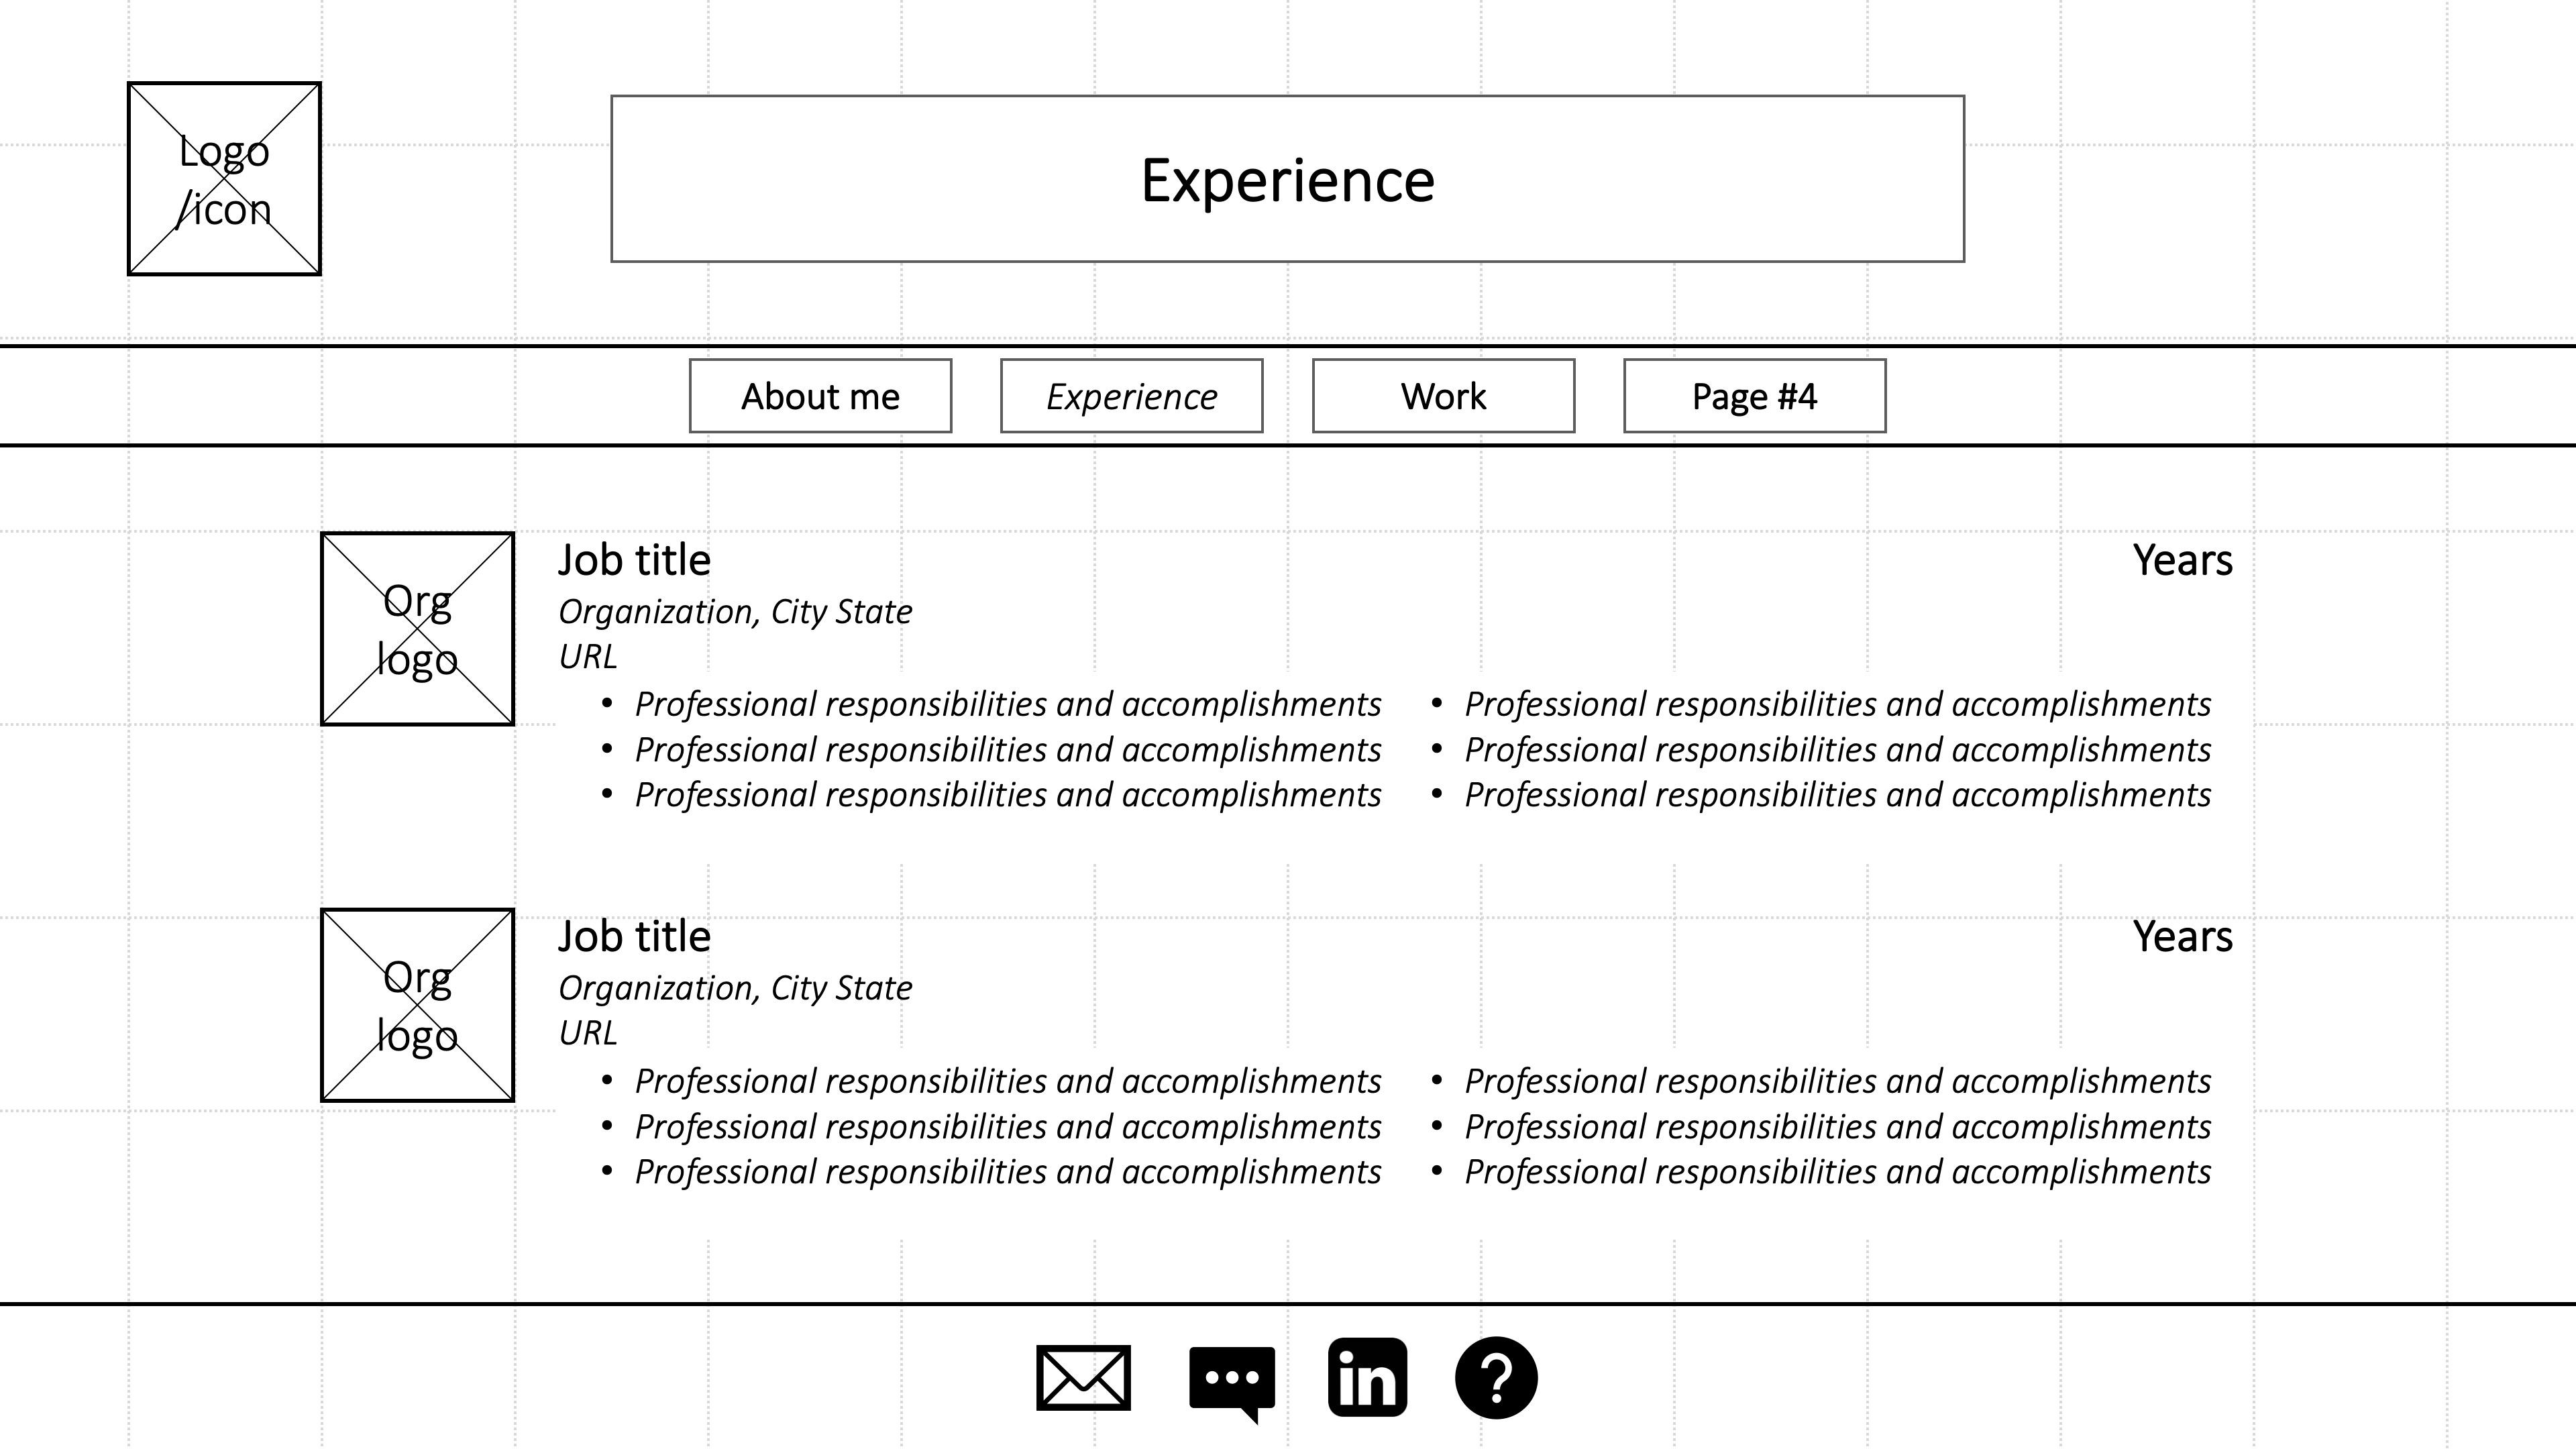 Logo
/icon
Experience
About me
Experience
Work
Page #4
Org
logo
Job title
Years
Organization, City State
URL
• Professional responsibilities and accomplishments
• Professional responsibilities and accomplishments
• Professional responsibilities and accomplishments
• Professional responsibilities and accomplishments
• Professional responsibilities and accomplishments
• Professional responsibilities and accomplishments
Org
logo
Job title
Years
Organization, City State
URL
• Professional responsibilities and accomplishments
• Professional responsibilities and accomplishments
• Professional responsibilities and accomplishments
• Professional responsibilities and accomplishments
• Professional responsibilities and accomplishments
• Professional responsibilities and accomplishments
in
?